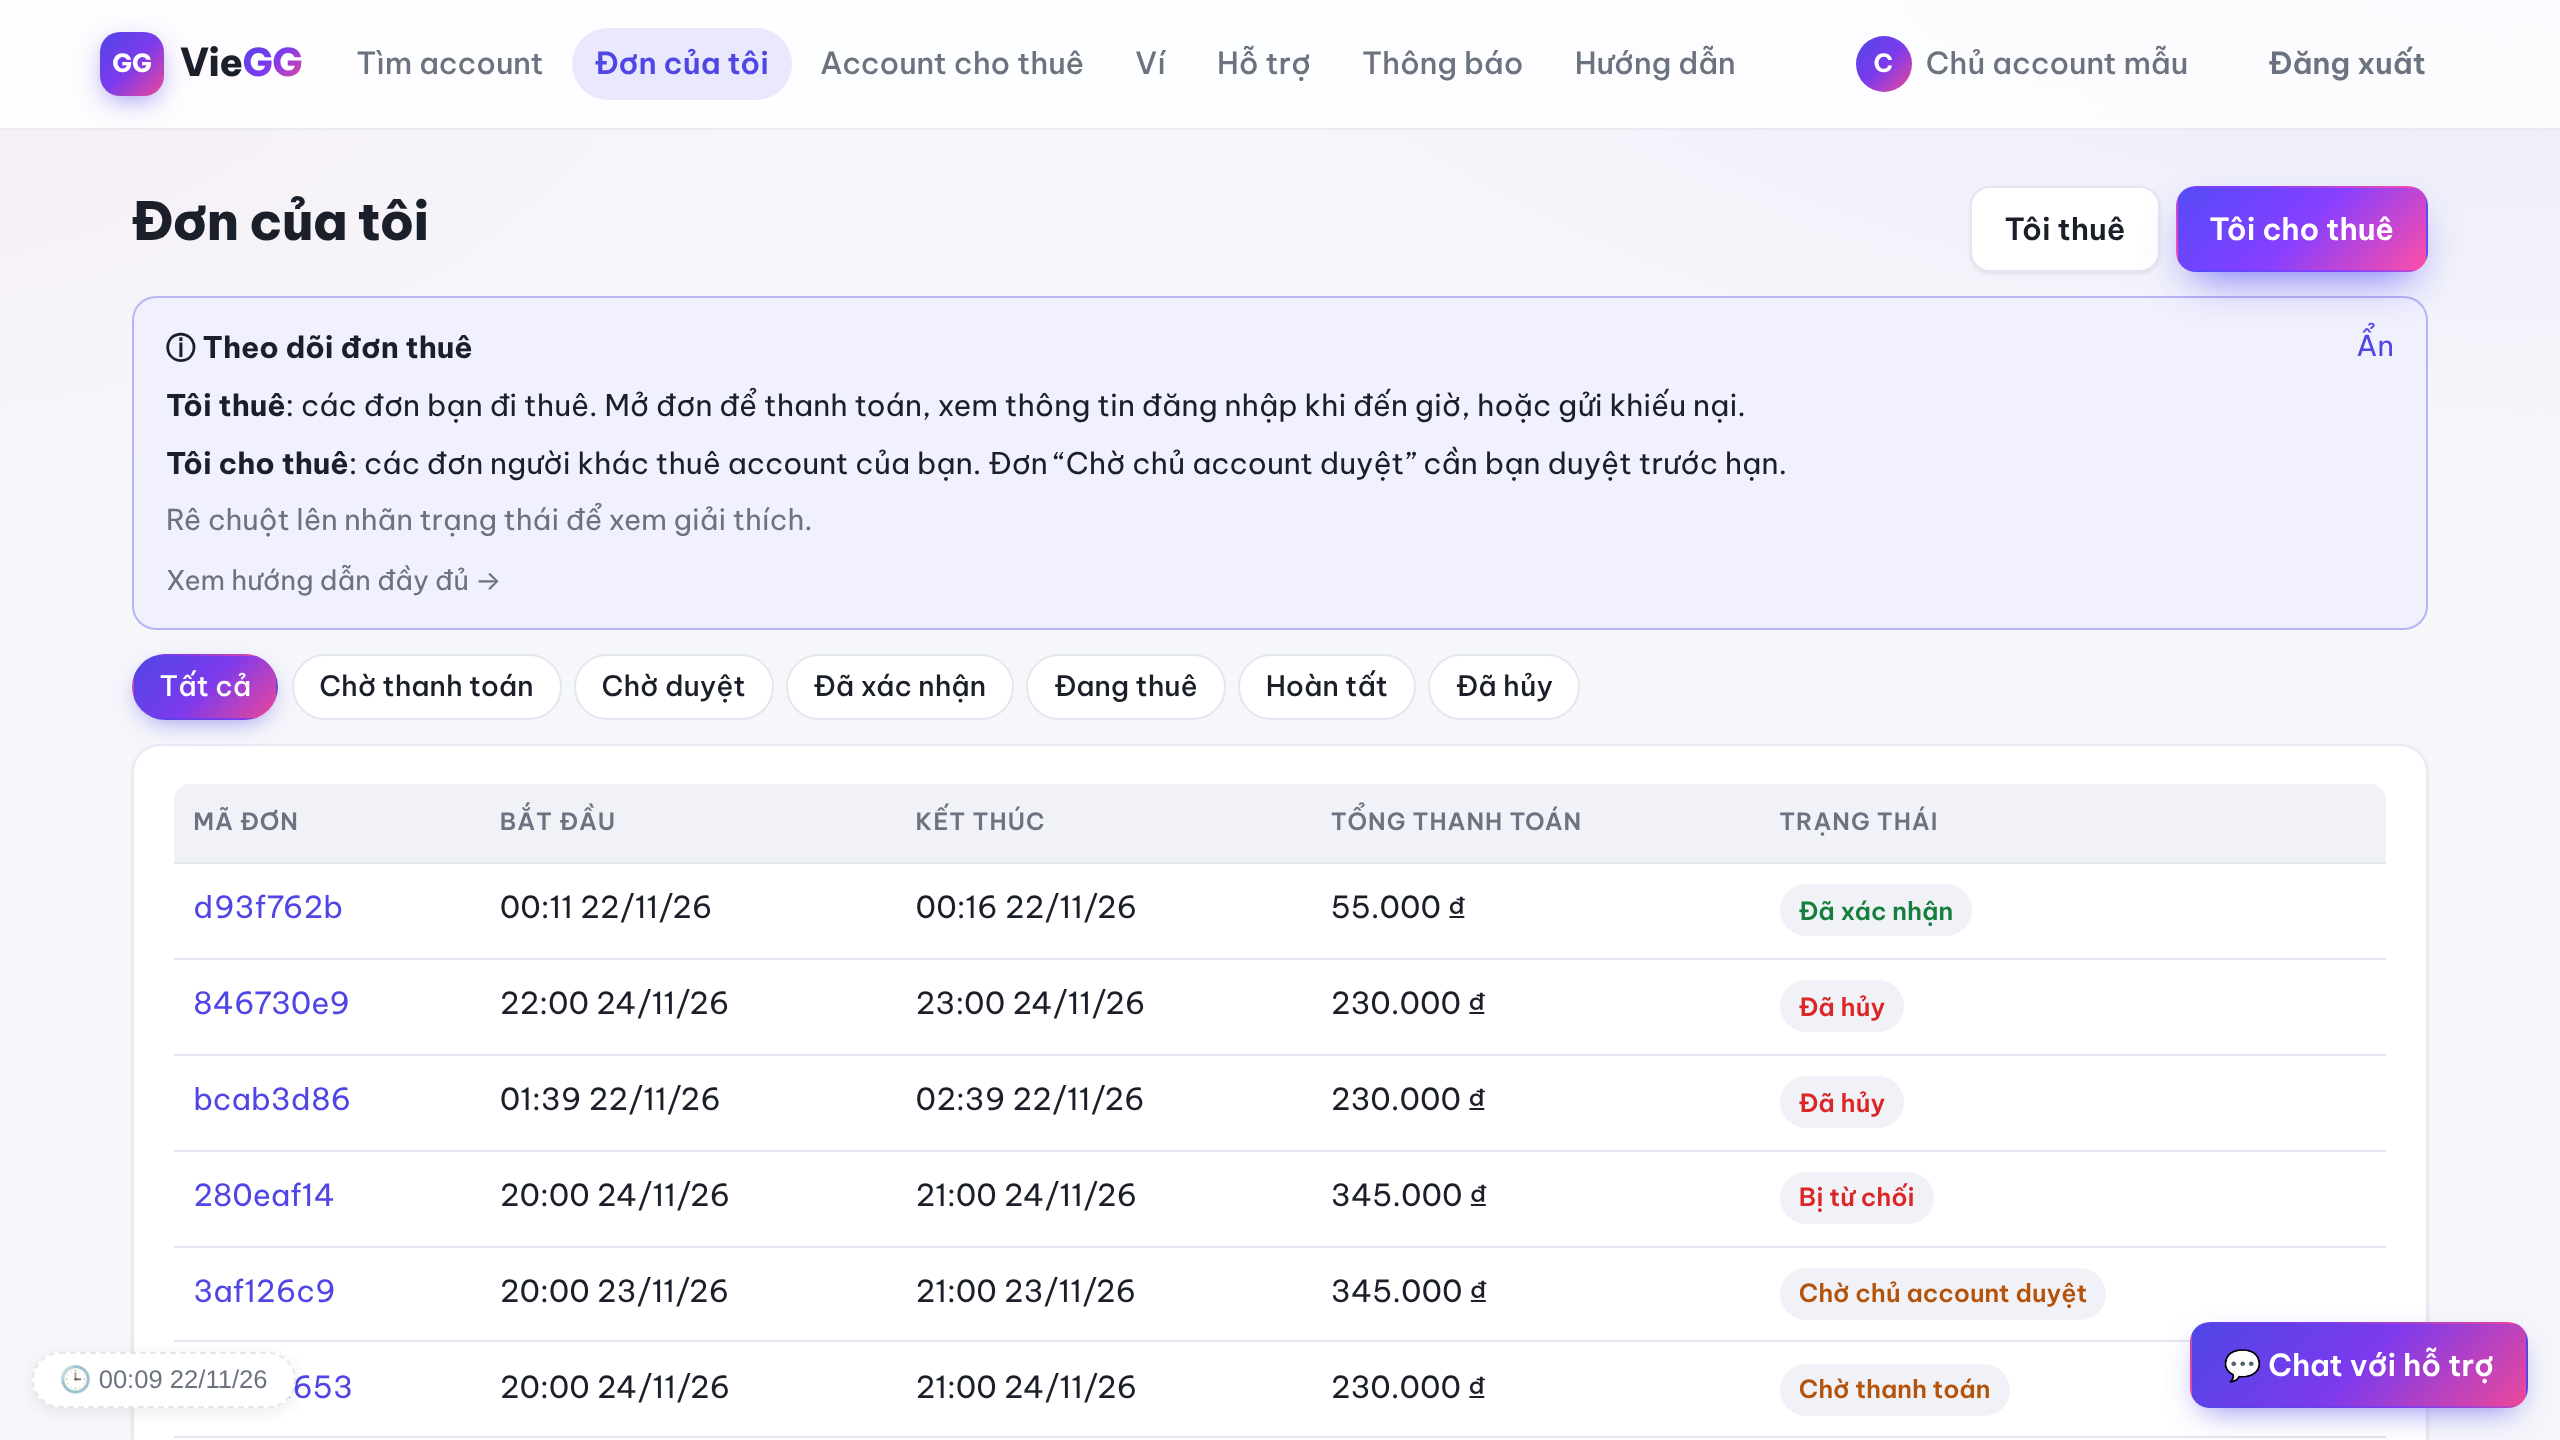 GG VieGG Tìm account Đơn của tôi Account cho thuê Ví Hỗ trợ Thông báo Hướng dẫn C Chủ account mẫu Đăng xuất
Đơn của tôi Tôi thuê Tôi cho thuê
ⓘ Theo dõi đơn thuê Ẩn
Tôi thuê: các đơn bạn đi thuê. Mở đơn để thanh toán, xem thông tin đăng nhập khi đến giờ, hoặc gửi khiếu nại.
Tôi cho thuê: các đơn người khác thuê account của bạn. Đơn “Chờ chủ account duyệt” cần bạn duyệt trước hạn.
Rê chuột lên nhãn trạng thái để xem giải thích.
Xem hướng dẫn đầy đủ →
Tất cả Chờ thanh toán Chờ duyệt Đã xác nhận Đang thuê Hoàn tất Đã hủy
MÃ ĐƠN BẮT ĐẦU KẾT THÚC TỔNG THANH TOÁN TRẠNG THÁI
d93f762b 00:11 22/11/26 00:16 22/11/26 55.000 ₫ Đã xác nhận
846730e9 22:00 24/11/26 23:00 24/11/26 230.000 ₫ Đã hủy
bcab3d86 01:39 22/11/26 02:39 22/11/26 230.000 ₫ Đã hủy
280eaf14 20:00 24/11/26 21:00 24/11/26 345.000 ₫ Bị từ chối
3af126c9 20:00 23/11/26 21:00 23/11/26 345.000 ₫ Chờ chủ account duyệt
653 20:00 24/11/26 21:00 24/11/26 230.000 ₫ Chờ thanh toán
🕒 00:09 22/11/26
💬 Chat với hỗ trợ